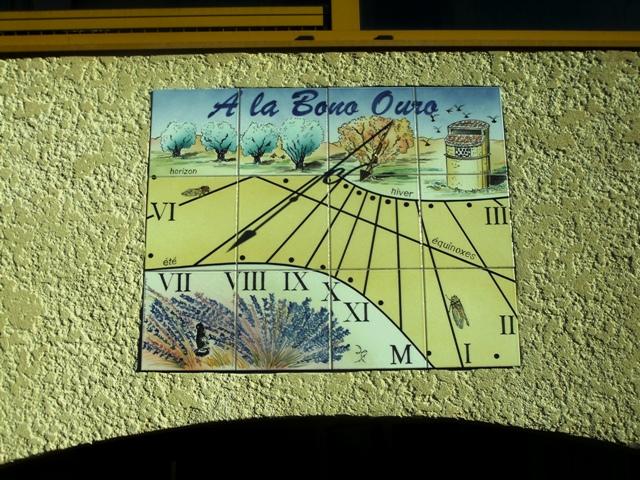 A la Bono Ouro
horizon
hiver
VI
III
équinoxes
été
VII VIII IX X XI
II
M I